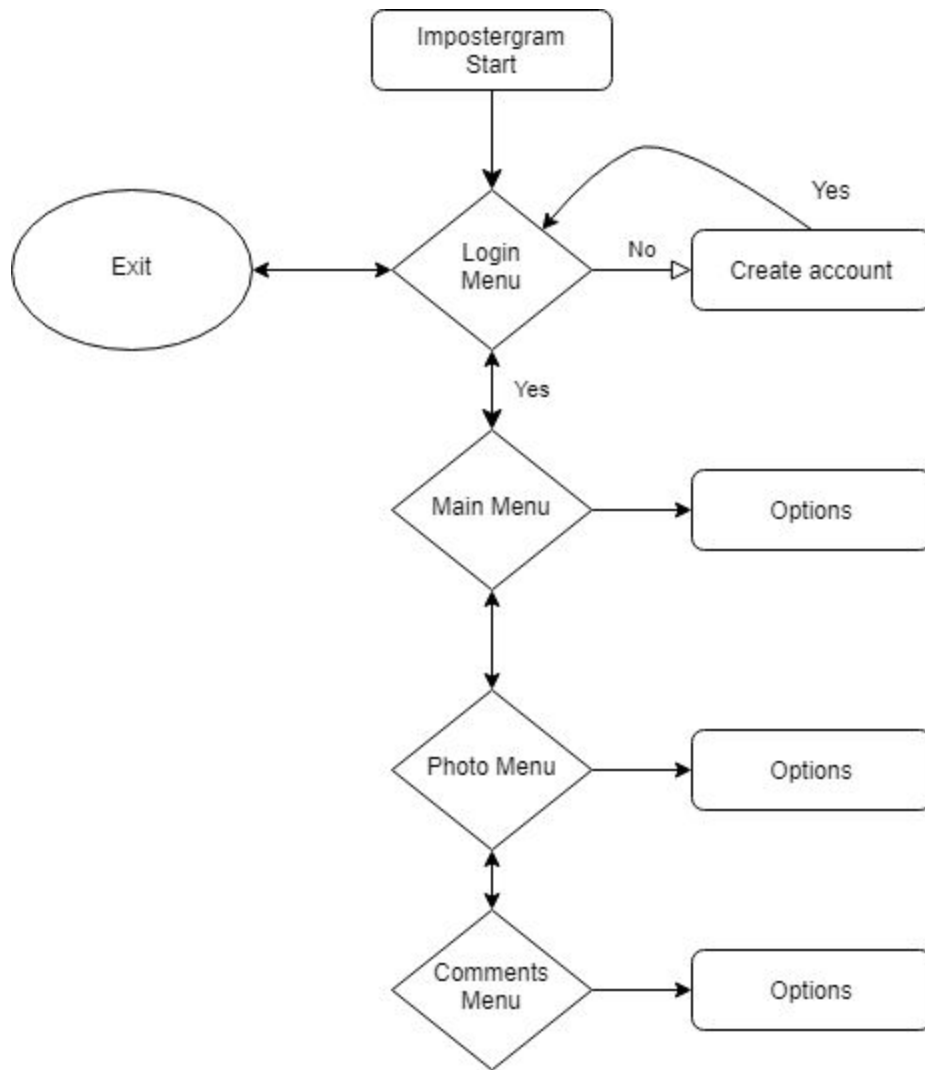 Impostergram
Start
Yes
Exit
Login
Menu
No
Create account
Yes
Main Menu
Options
Photo Menu
Options
Comments
Menu
Options